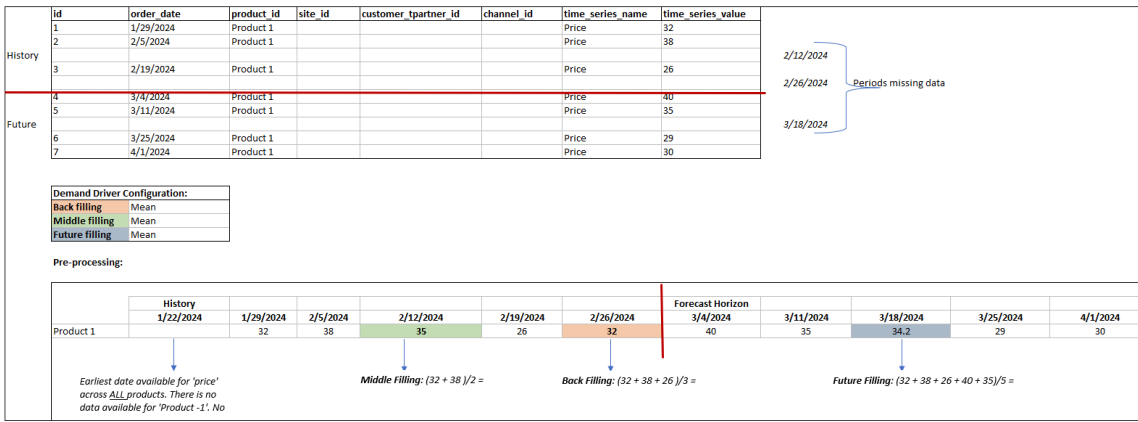 id order_date product_id site_id customer_tpartner_id channel_id time_series_name time_series_value
1 1/29/2024 Product 1 Price 32
2 2/5/2024 Product 1 Price 38
History 2/12/2024
3 2/19/2024 Product 1 Price 26
2/26/2024 Periods missing data
4 3/4/2024 Product 1 Price 40
5 3/11/2024 Product 1 Price 35
Future 3/18/2024
6 3/25/2024 Product 1 Price 29
7 4/1/2024 Product 1 Price 30
Demand Driver Configuration:
Back filling Mean
Middle filling Mean
Future filling Mean
Pre-processing:
History Forecast Horizon
1/22/2024 1/29/2024 2/5/2024 2/12/2024 2/19/2024 2/26/2024 3/4/2024 3/11/2024 3/18/2024 3/25/2024 4/1/2024
Product 1 32 38 35 26 32 40 35 34.2 29 30
Earliest date available for 'price'
across ALL products. There is no
data available for 'Product -1'. No
Middle Filling: (32 + 38 )/2 =
Back Filling: (32 + 38 + 26 )/3 =
Future Filling: (32 + 38 + 26 + 40 + 35)/5 =